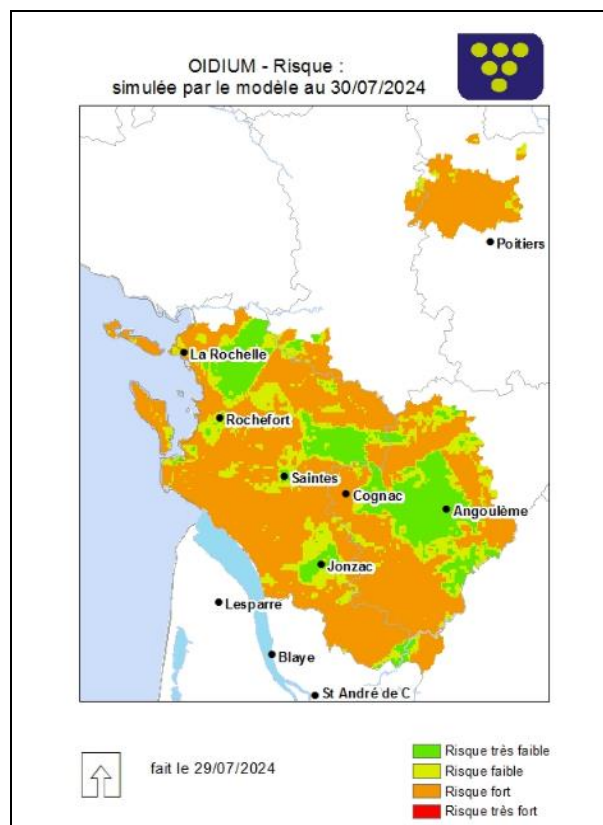 OIDIUM - Risque :
simulée par le modèle au 30/07/2024
Poitiers
La Rochelle
Rochefort
Saintes
Cognac
Angoulême
Jonzac
Lesparre
Blaye
St André de C
fait le 29/07/2024
Risque très faible
Risque faible
Risque fort
Risque très fort